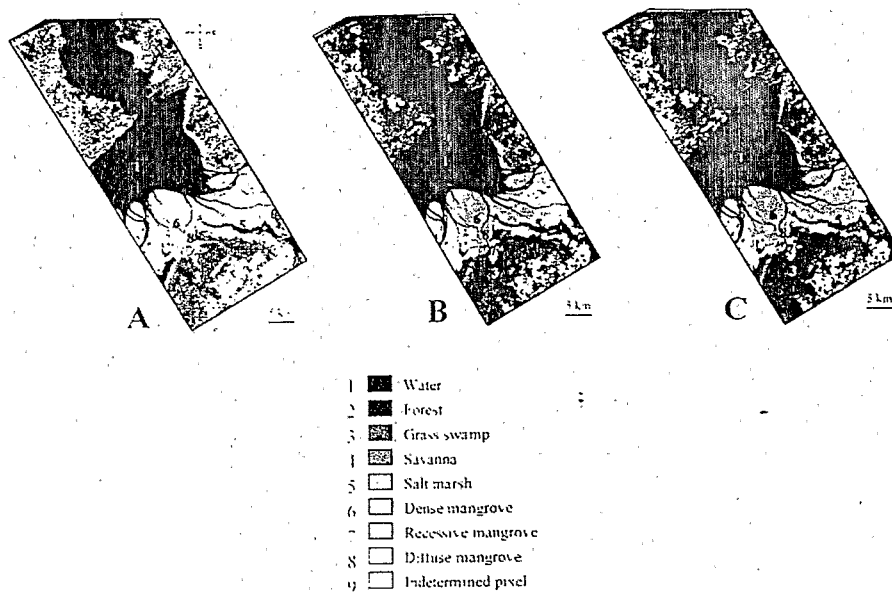 A
B
C
5 km
5 km
1 Water
2 Forest
3 Grass swamp
4 Savanna
5 Salt marsh
6 Dense mangrove
7 Recessive mangrove
8 Diffuse mangrove
9 Indetermined pixel